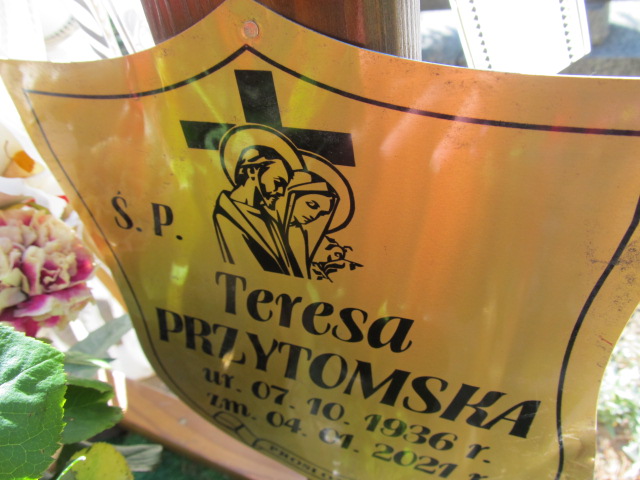 Ś. P.
Teresa
PRZYTOMSKA
ur. 07. 10. 1936 r.
zm. 04. 01. 2021 r.